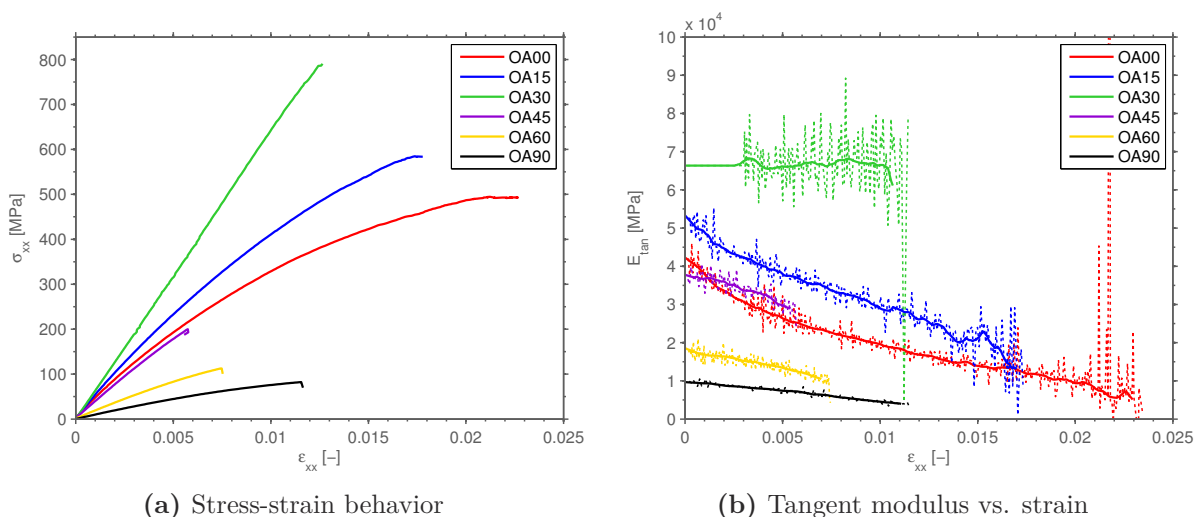 800
700
600
500
400
300
200
100
0
σxx [MPa]
0
0.005
0.01
0.015
0.02
0.025
εxx [−]
OA00
OA15
OA30
OA45
OA60
OA90
(a) Stress-strain behavior
x 10⁴
10
9
8
7
6
5
4
3
2
1
0
Etan [MPa]
0
0.005
0.01
0.015
0.02
0.025
εxx [−]
OA00
OA15
OA30
OA45
OA60
OA90
(b) Tangent modulus vs. strain